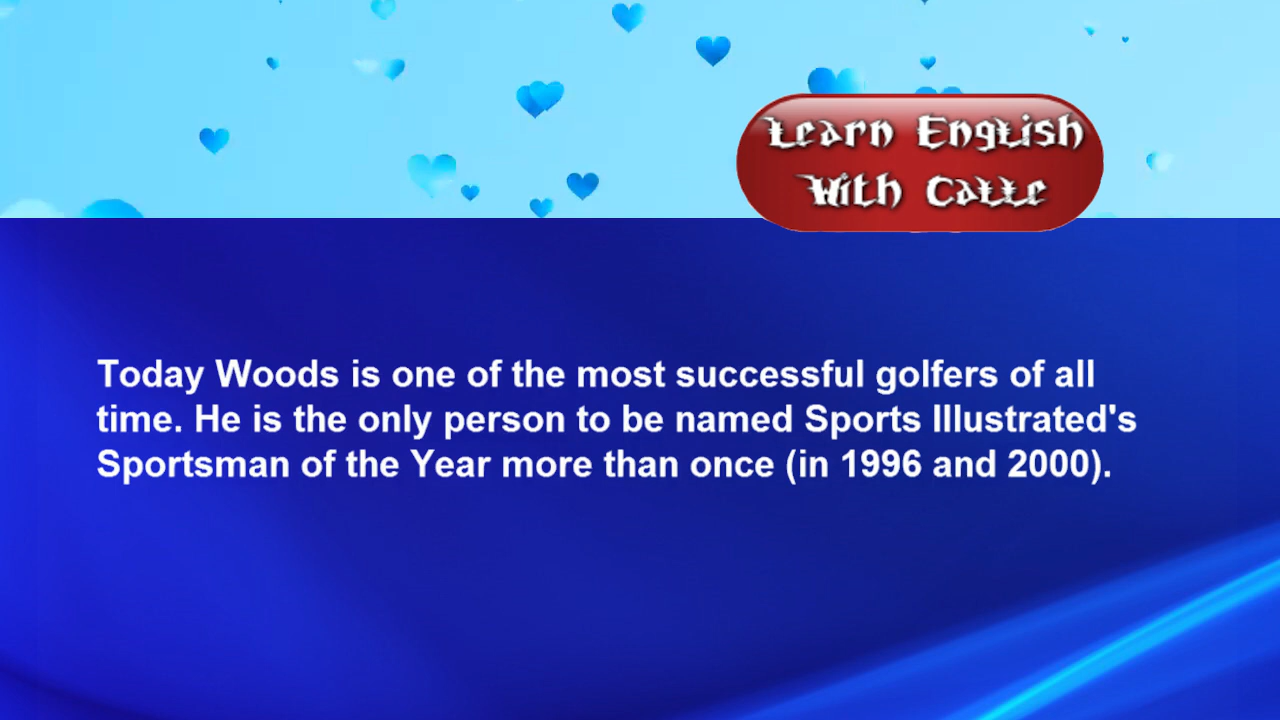 Learn English
With Calle
Today Woods is one of the most successful golfers of all
time. He is the only person to be named Sports Illustrated's
Sportsman of the Year more than once (in 1996 and 2000).